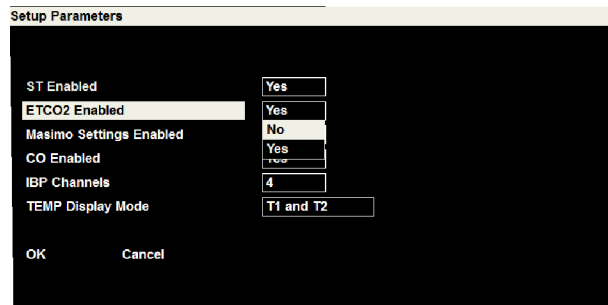 Setup Parameters
ST Enabled Yes
ETCO2 Enabled Yes
Masimo Settings Enabled No
Yes
CO Enabled Yes
IBP Channels 4
TEMP Display Mode T1 and T2
OK Cancel